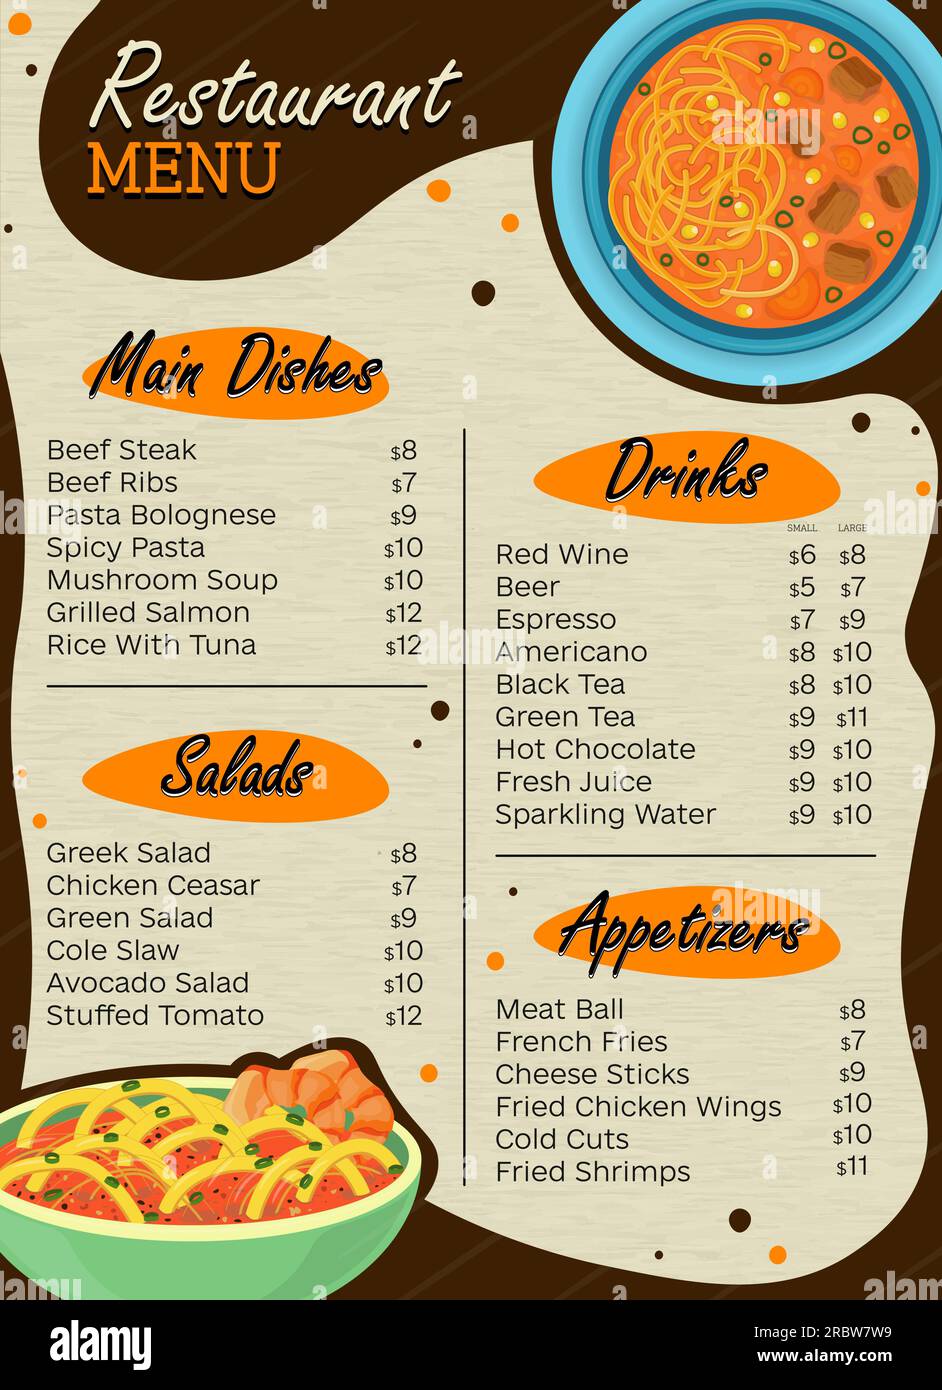 Restaurant
MENU
Main Dishes
Beef Steak $8
Beef Ribs $7
Pasta Bolognese $9
Spicy Pasta $10
Mushroom Soup $10
Grilled Salmon $12
Rice With Tuna $12
Salads
Greek Salad $8
Chicken Ceasar $7
Green Salad $9
Cole Slaw $10
Avocado Salad $10
Stuffed Tomato $12
Drinks
SMALL LARGE
Red Wine $6 $8
Beer $5 $7
Espresso $7 $9
Americano $8 $10
Black Tea $8 $10
Green Tea $9 $11
Hot Chocolate $9 $10
Fresh Juice $9 $10
Sparkling Water $9 $10
Appetizers
Meat Ball $8
French Fries $7
Cheese Sticks $9
Fried Chicken Wings $10
Cold Cuts $10
Fried Shrimps $11
alamy
Image ID: 2RBW7W9
www.alamy.com